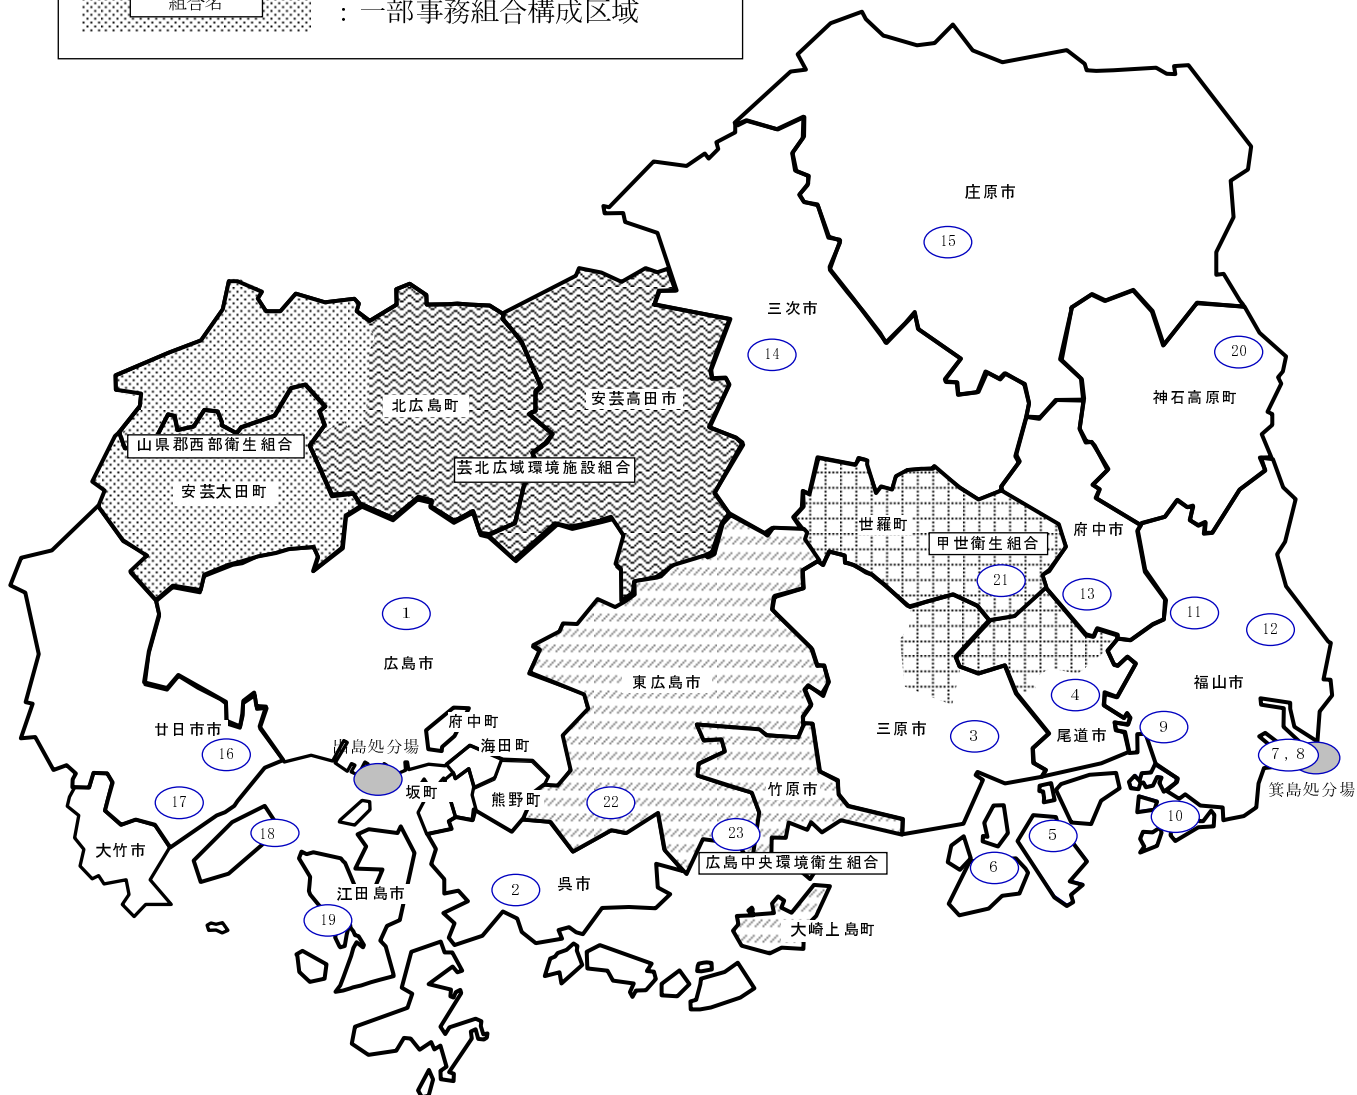 組合名
：一部事務組合構成区域
庄原市
15
三次市
14
20
神石高原町
北広島町
安芸高田市
山県郡西部衛生組合
芸北広域環境施設組合
安芸太田町
世羅町
府中市
甲世衛生組合
21
13
11
12
1
広島市
東広島市
福山市
4
廿日市市
府中町
三原市
3
尾道市
9
出島処分場
海田町
16
7,8
坂町
熊野町
竹原市
箕島処分場
17
22
10
18
23
5
大竹市
広島中央環境衛生組合
6
江田島市
2
呉市
19
大崎上島町